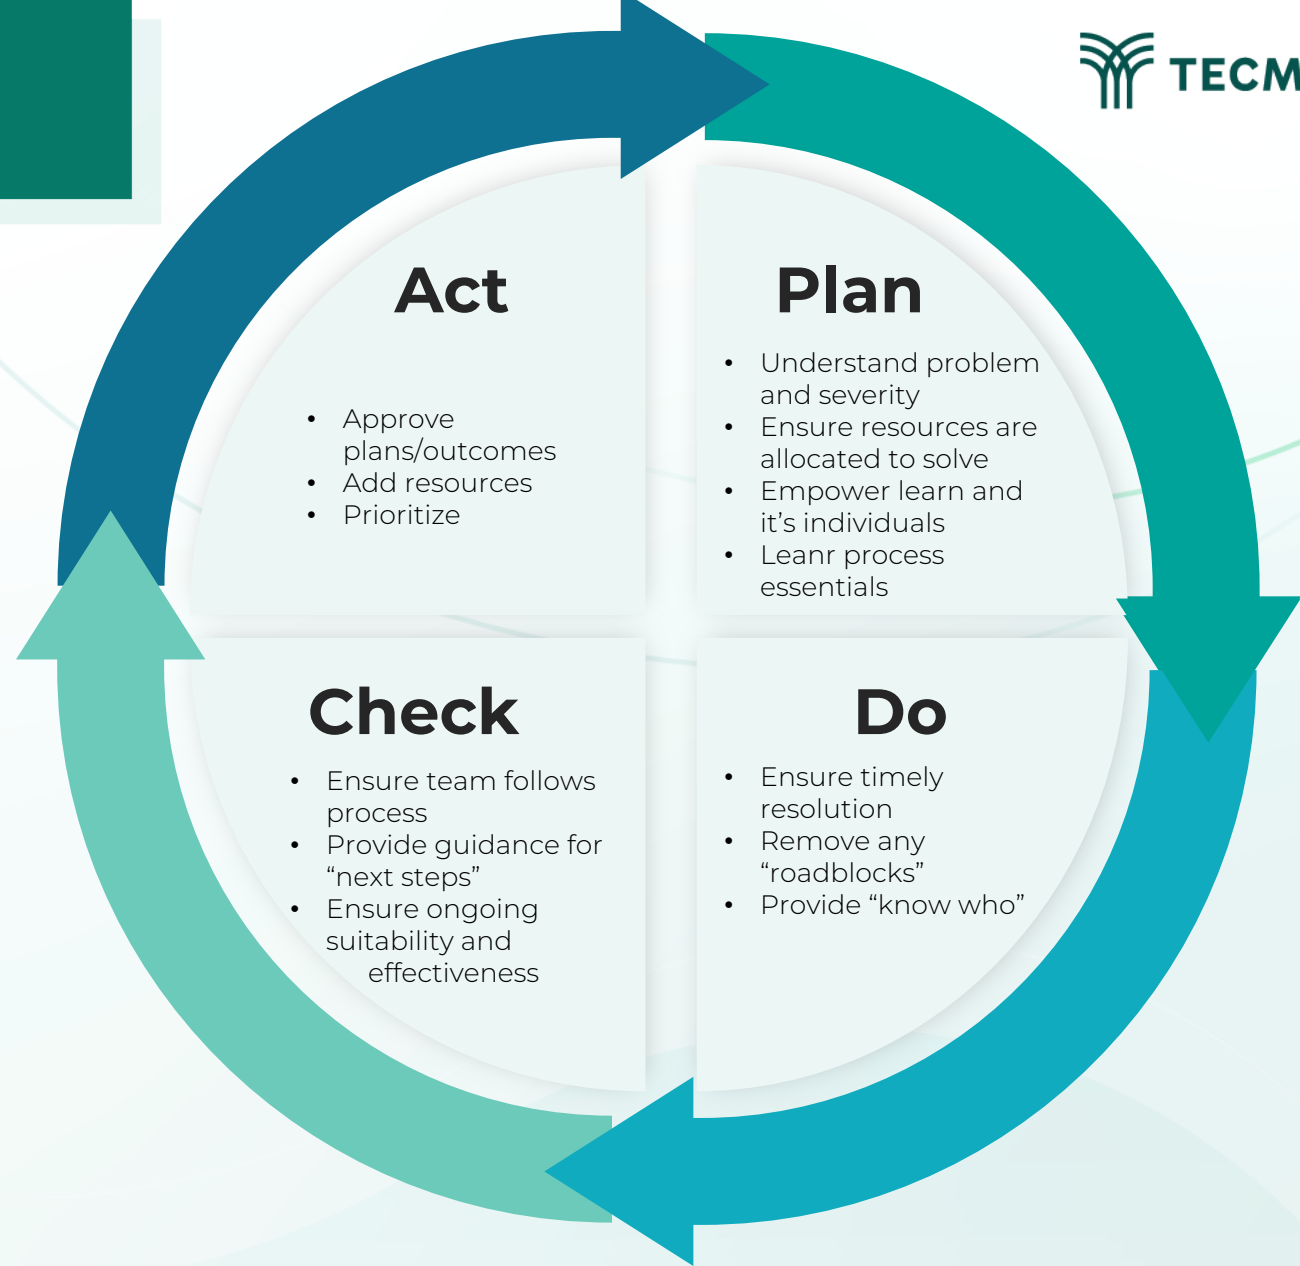 TECM
Act
• Approve
plans/outcomes
• Add resources
• Prioritize
Plan
• Understand problem
and severity
• Ensure resources are
allocated to solve
• Empower learn and
it’s individuals
• Leanr process
essentials
Check
• Ensure team follows
process
• Provide guidance for
“next steps”
• Ensure ongoing
suitability and
effectiveness
Do
• Ensure timely
resolution
• Remove any
“roadblocks”
• Provide “know who”